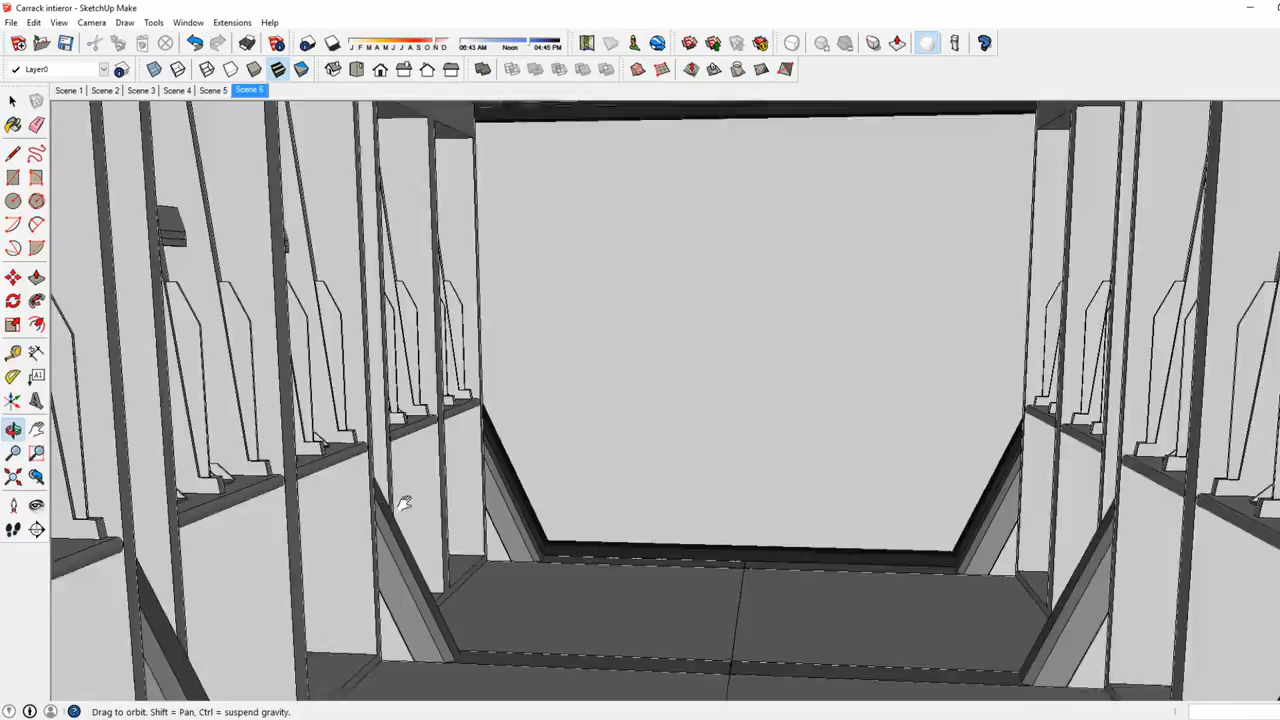 Carrack intieror - SketchUp Make
File Edit View Camera Draw Tools Window Extensions Help
J F M A M J J A S O N D 06:43 AM Noon 04:45 PM
Layer0
Scene 1 Scene 2 Scene 3 Scene 4 Scene 5 Scene 6
A1
Drag to orbit. Shift = Pan, Ctrl = suspend gravity.